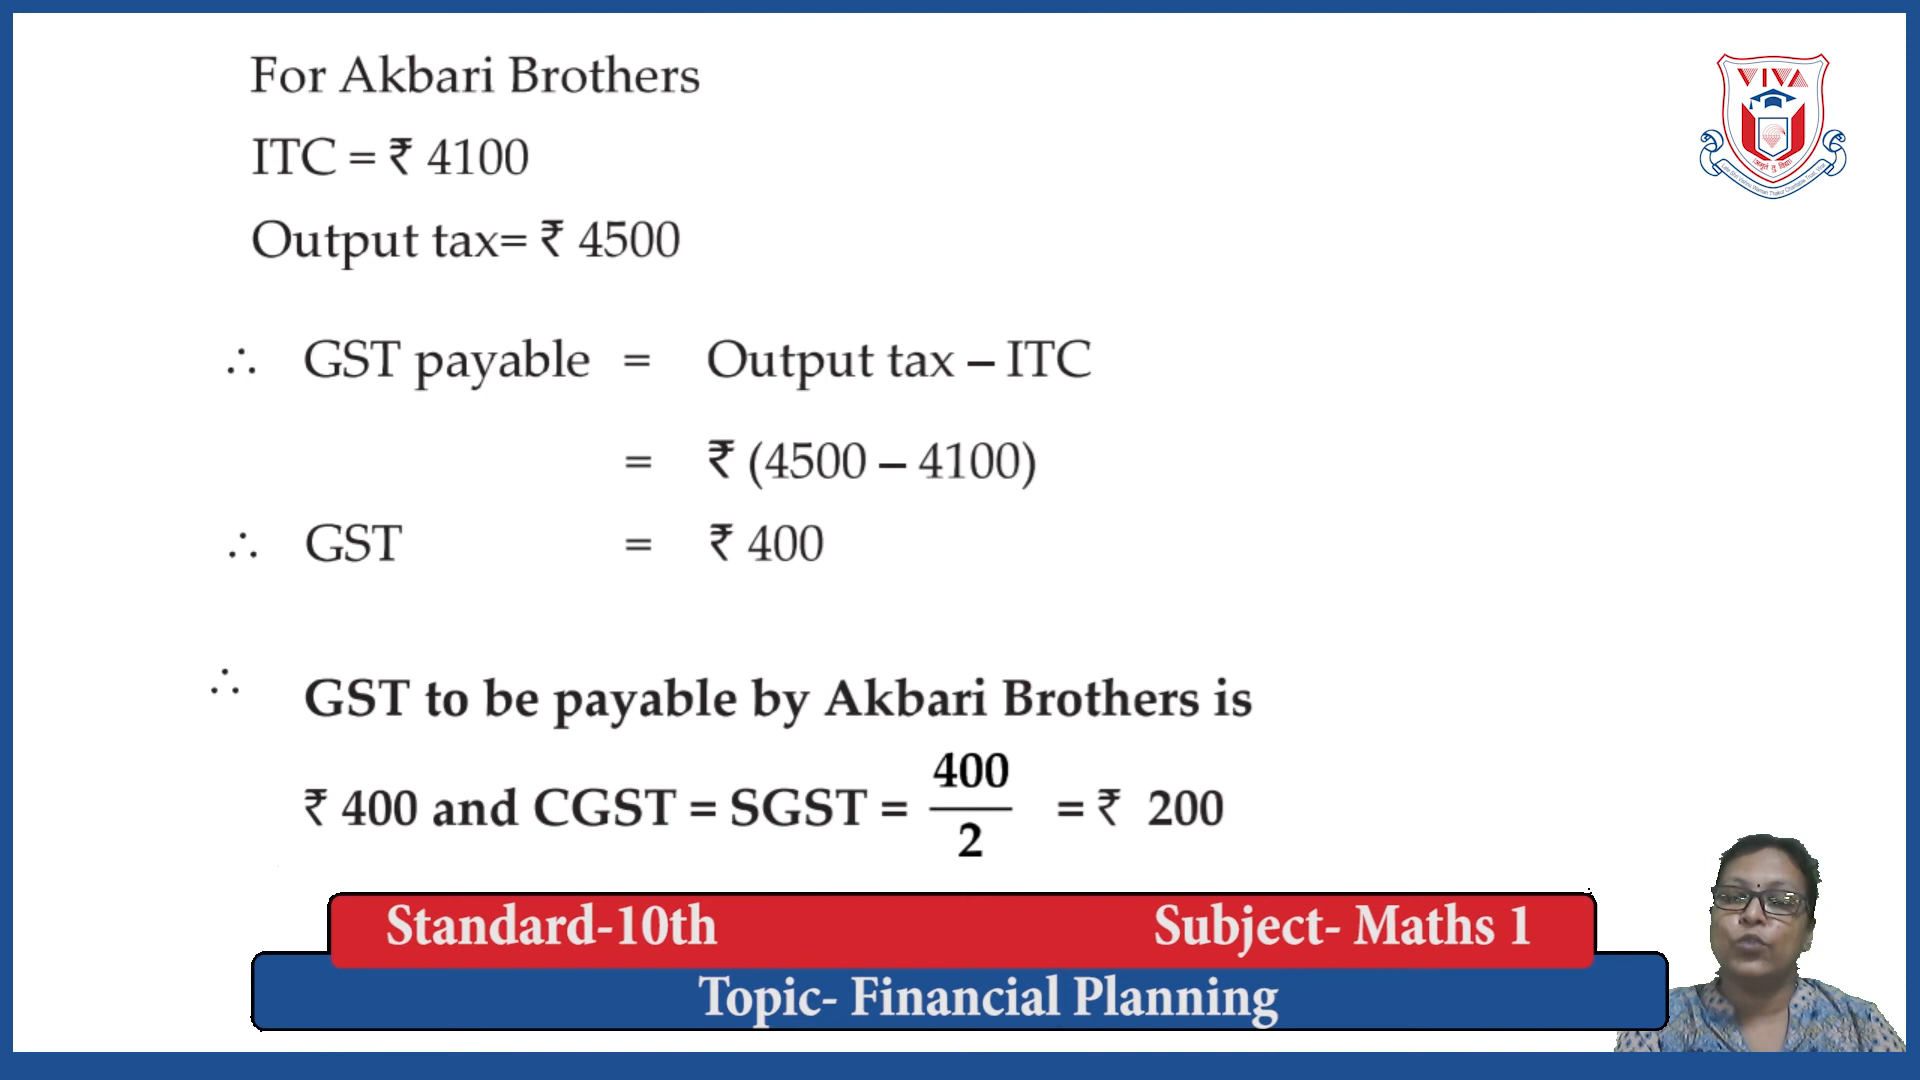 For Akbari Brothers
VIVA
ITC = ₹ 4100
Output tax= ₹ 4500
∴ GST payable = Output tax – ITC
= ₹ (4500 – 4100)
∴ GST = ₹ 400
∴ GST to be payable by Akbari Brothers is
₹ 400 and CGST = SGST = 400/2 = ₹ 200
Standard-10th Subject- Maths 1
Topic- Financial Planning